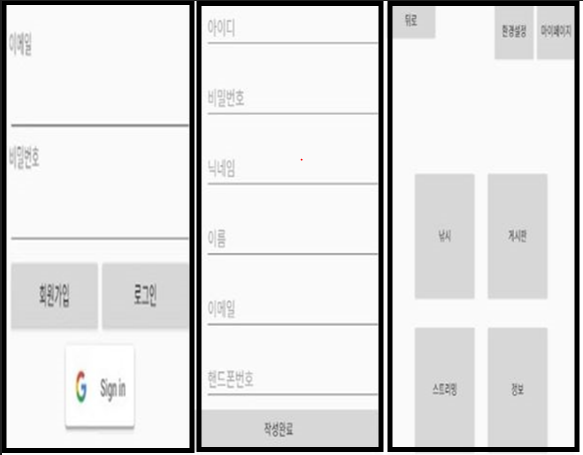 이메일
비밀번호
회원가입
로그인
Sign in
아이디
비밀번호
닉네임
이름
이메일
핸드폰번호
작성완료
뒤로
환경설정
마이페이지
낚시
게시판
스트리밍
정보